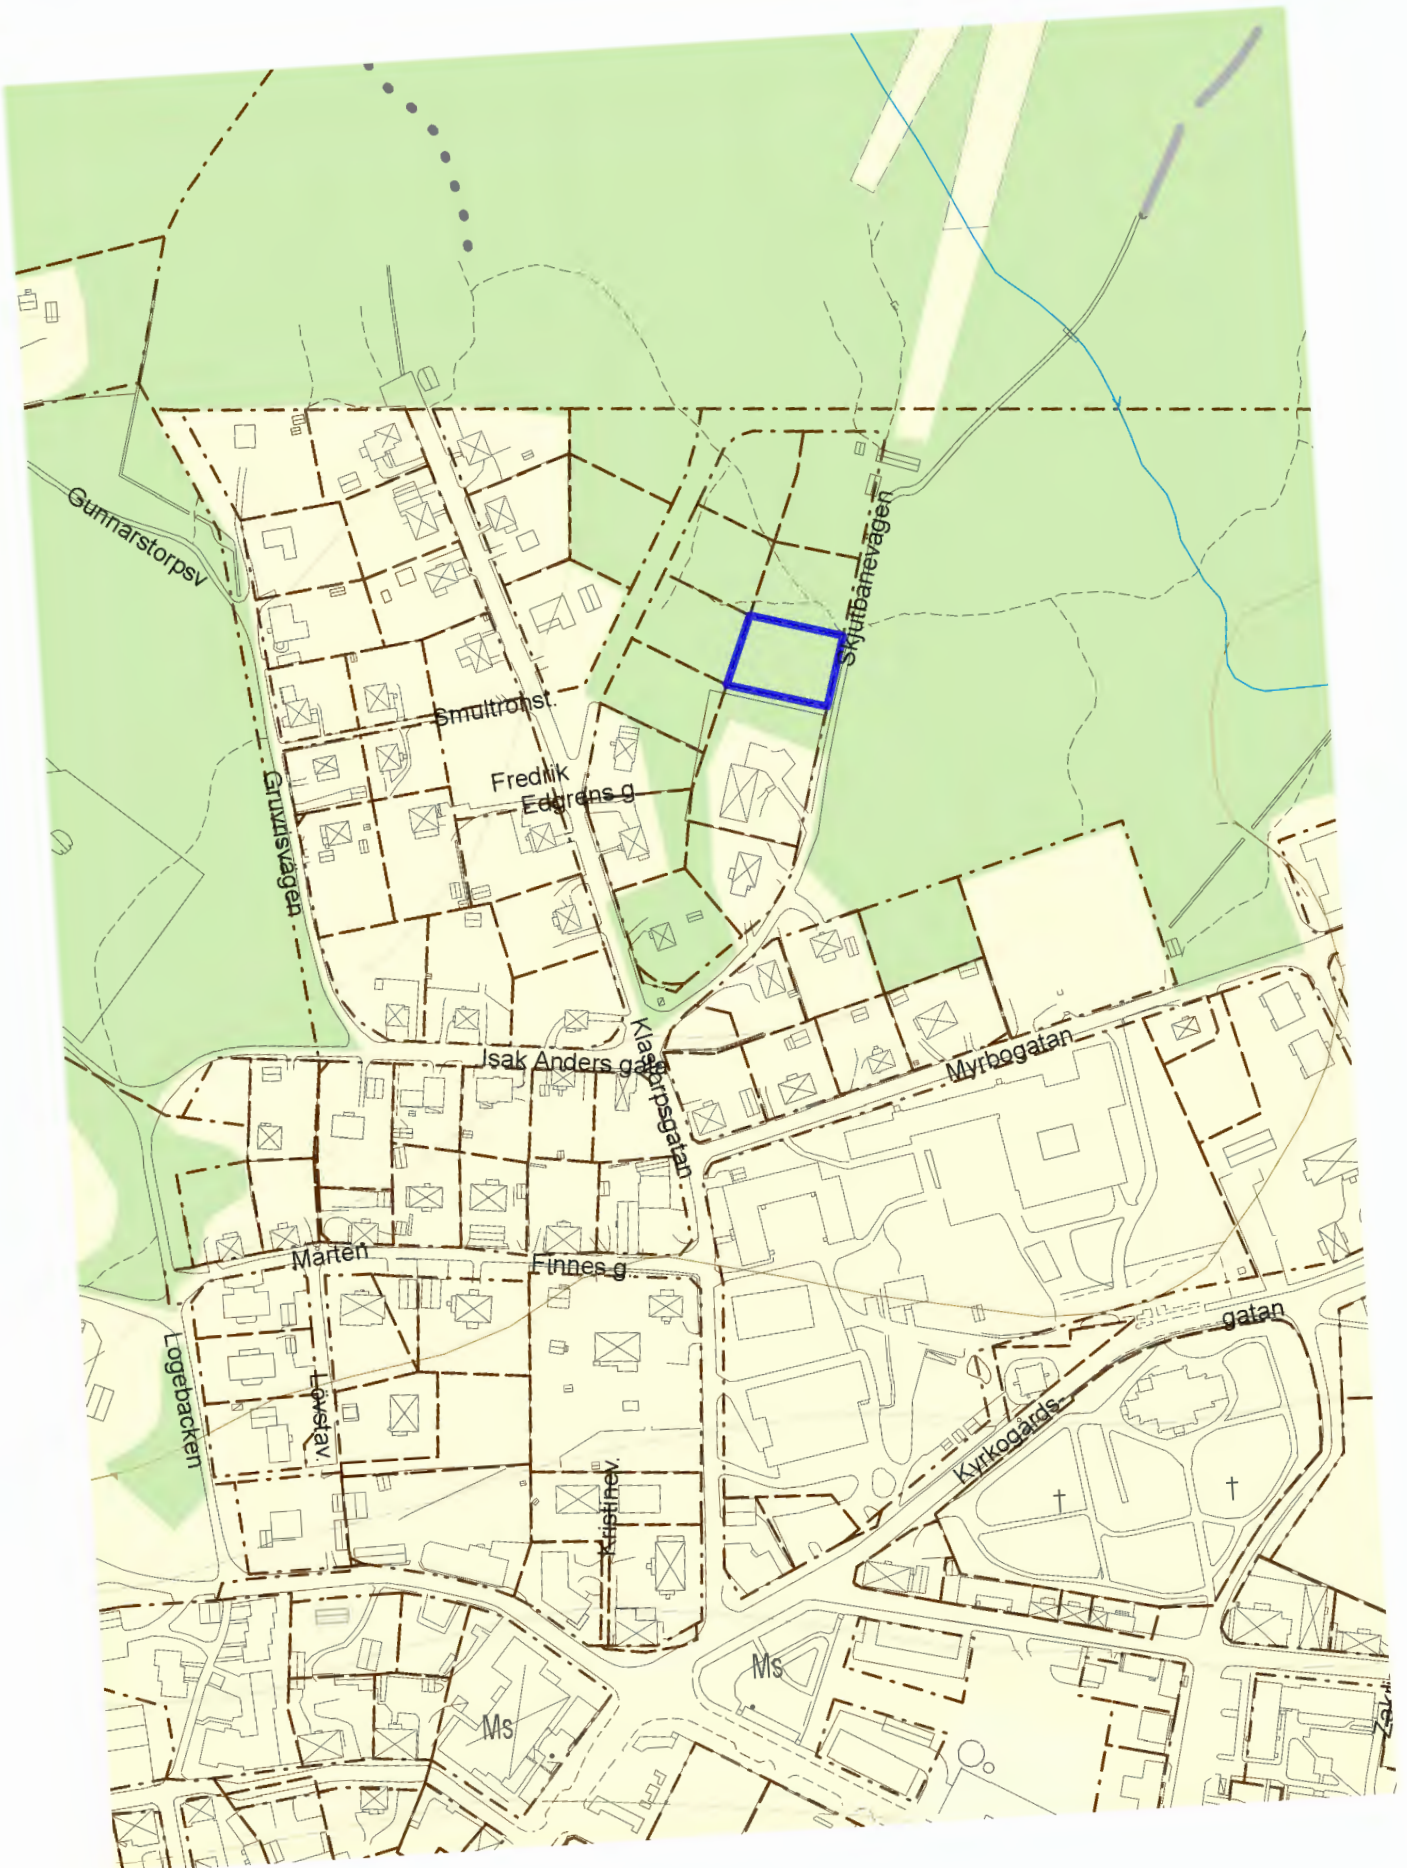 Gunnarstorpsv
Skjutbanevägen
Smultronst.
Fredrik
Edgrens g
Gruvrisvägen
Isak Anders gata
Klastorpsgatan
Myrbogatan
Mårten
Finnes g.
gatan
Logebacken
Lövstav.
Kyrkogårds-
Kristinev.
Ms
Ms